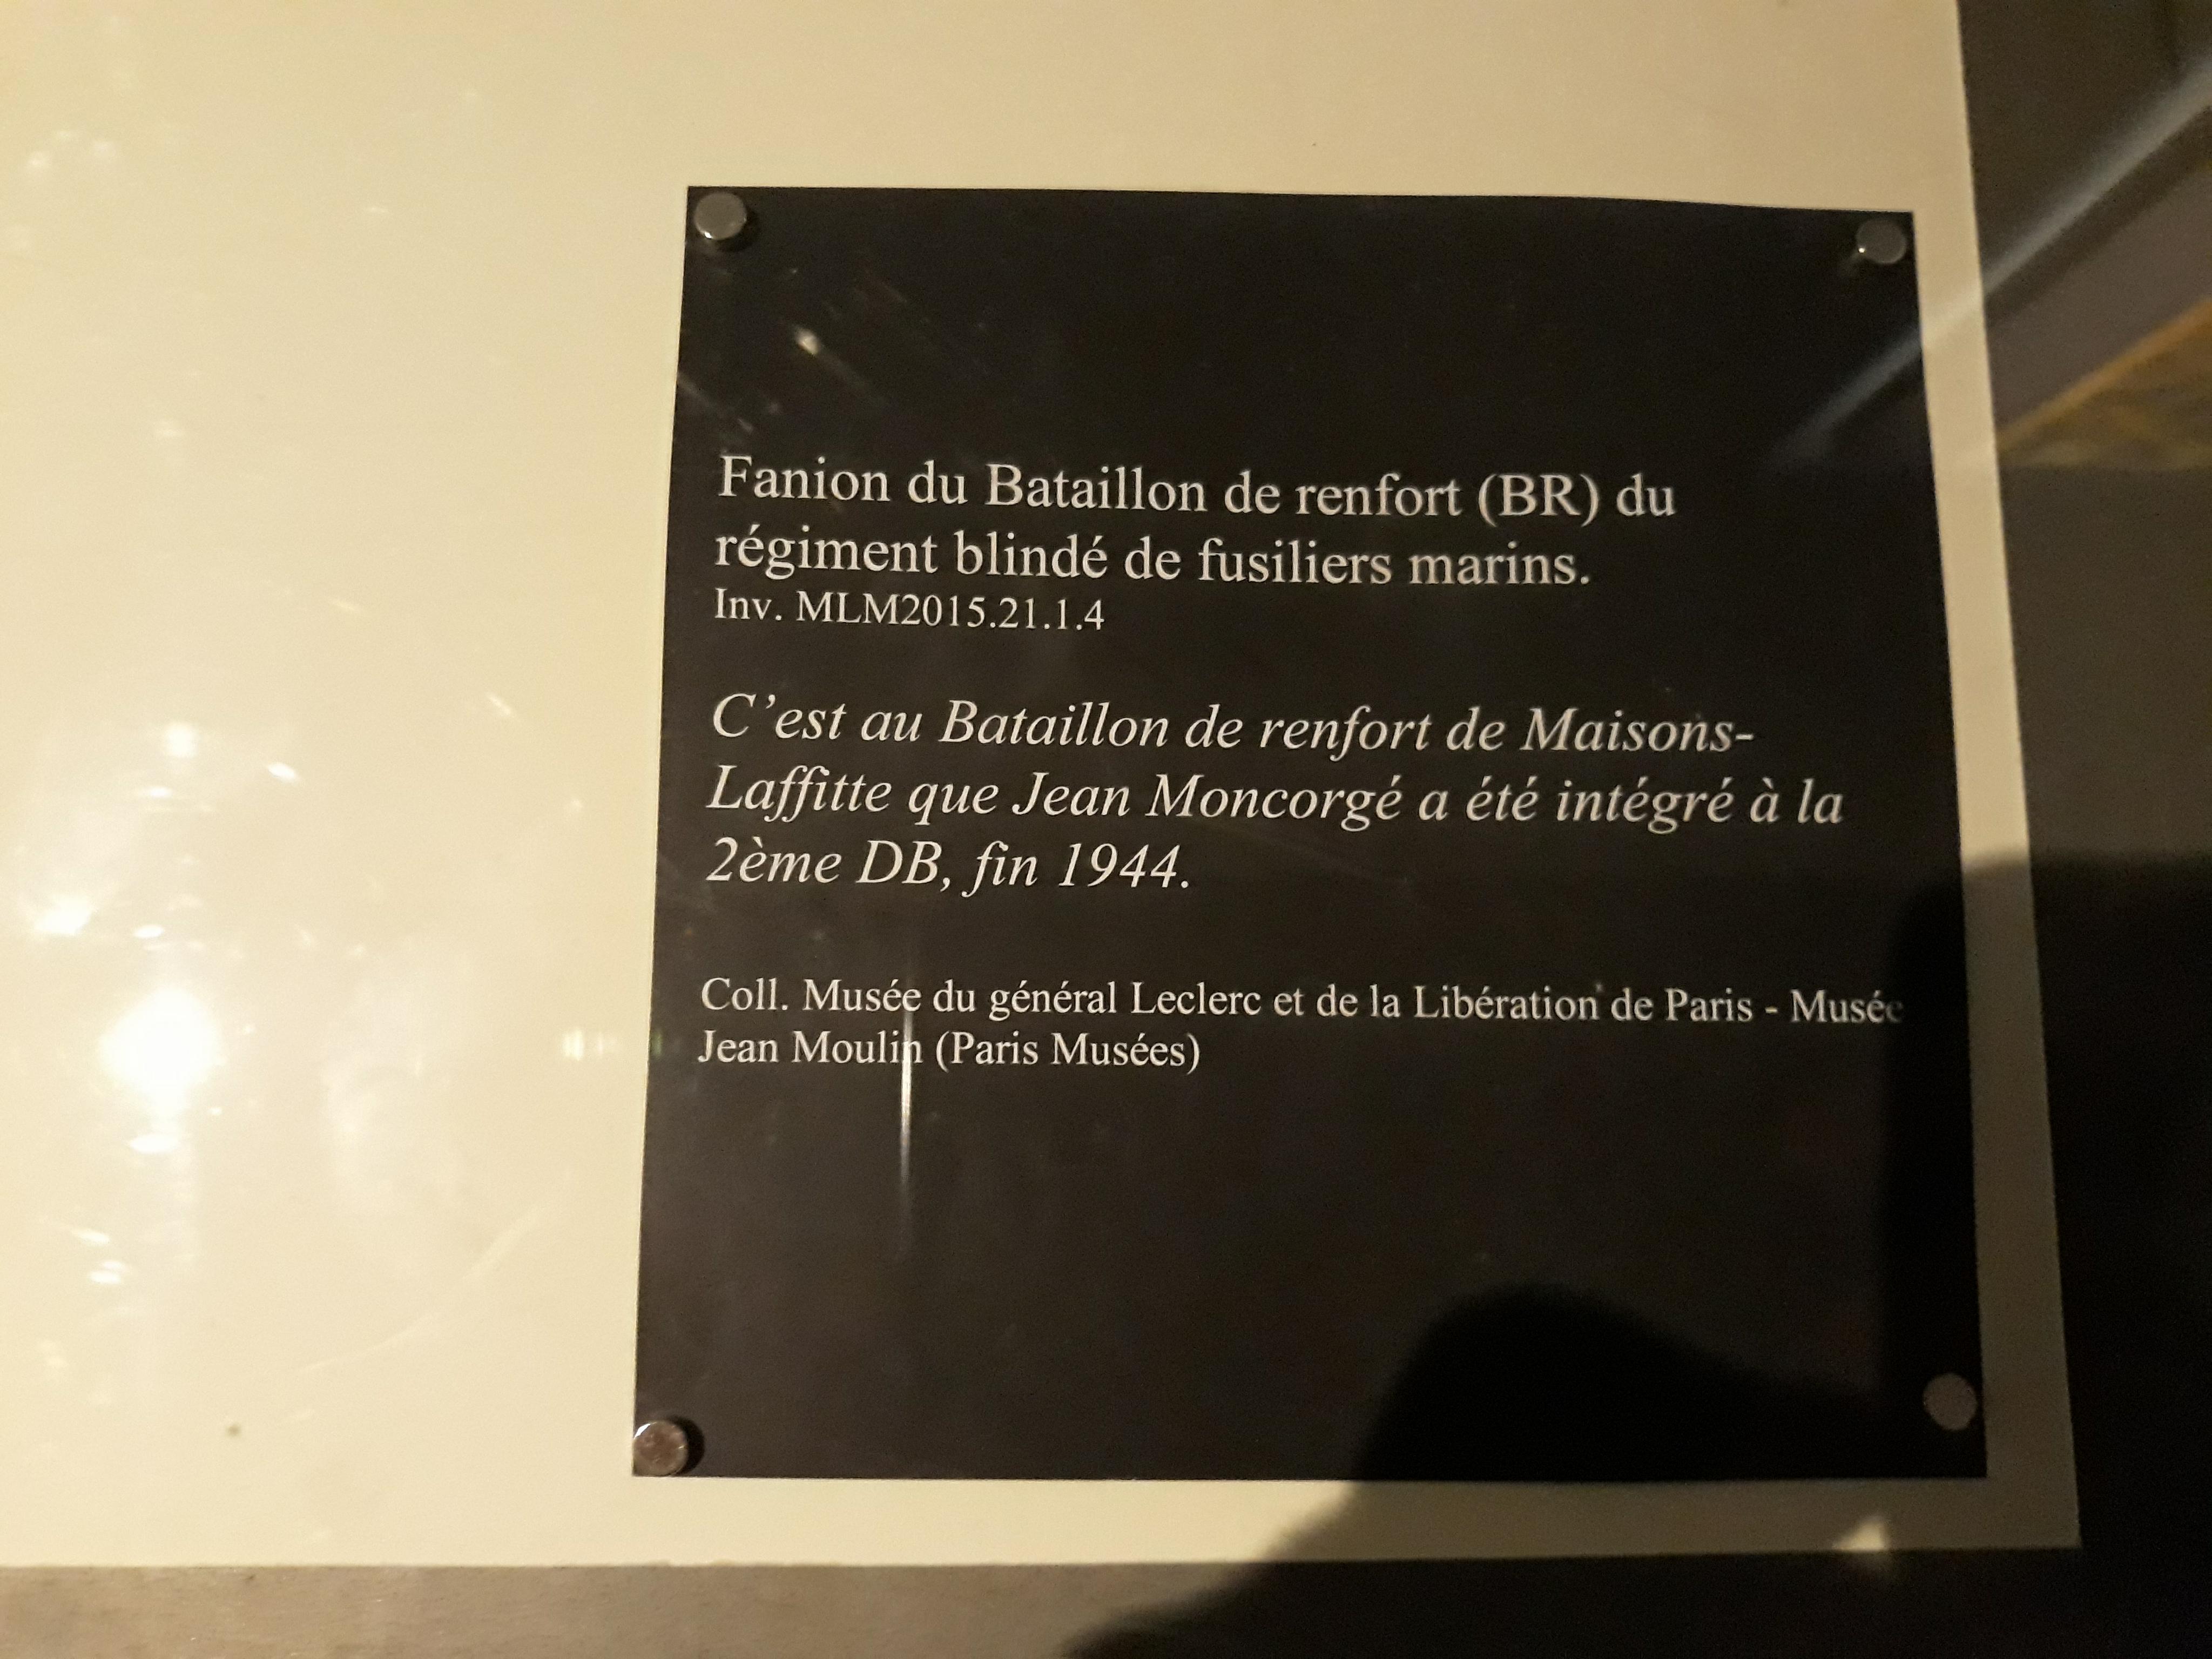 Fanion du Bataillon de renfort (BR) du
régiment blindé de fusiliers marins.
Inv. MLM2015.21.1.4
C'est au Bataillon de renfort de Maisons-
Laffitte que Jean Moncorgé a été intégré à la
2ème DB, fin 1944.
Coll. Musée du général Leclerc et de la Libération de Paris - Musée
Jean Moulin (Paris Musées)